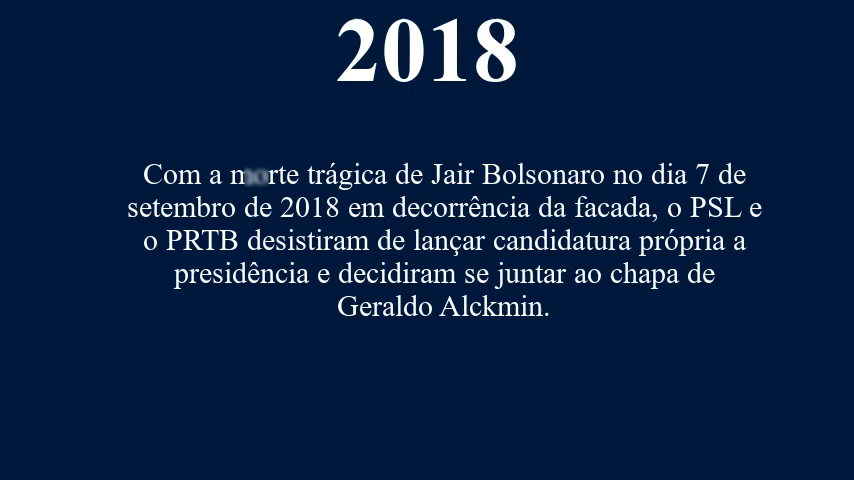 2018
Com a morte trágica de Jair Bolsonaro no dia 7 de
setembro de 2018 em decorrência da facada, o PSL e
o PRTB desistiram de lançar candidatura própria a
presidência e decidiram se juntar ao chapa de
Geraldo Alckmin.